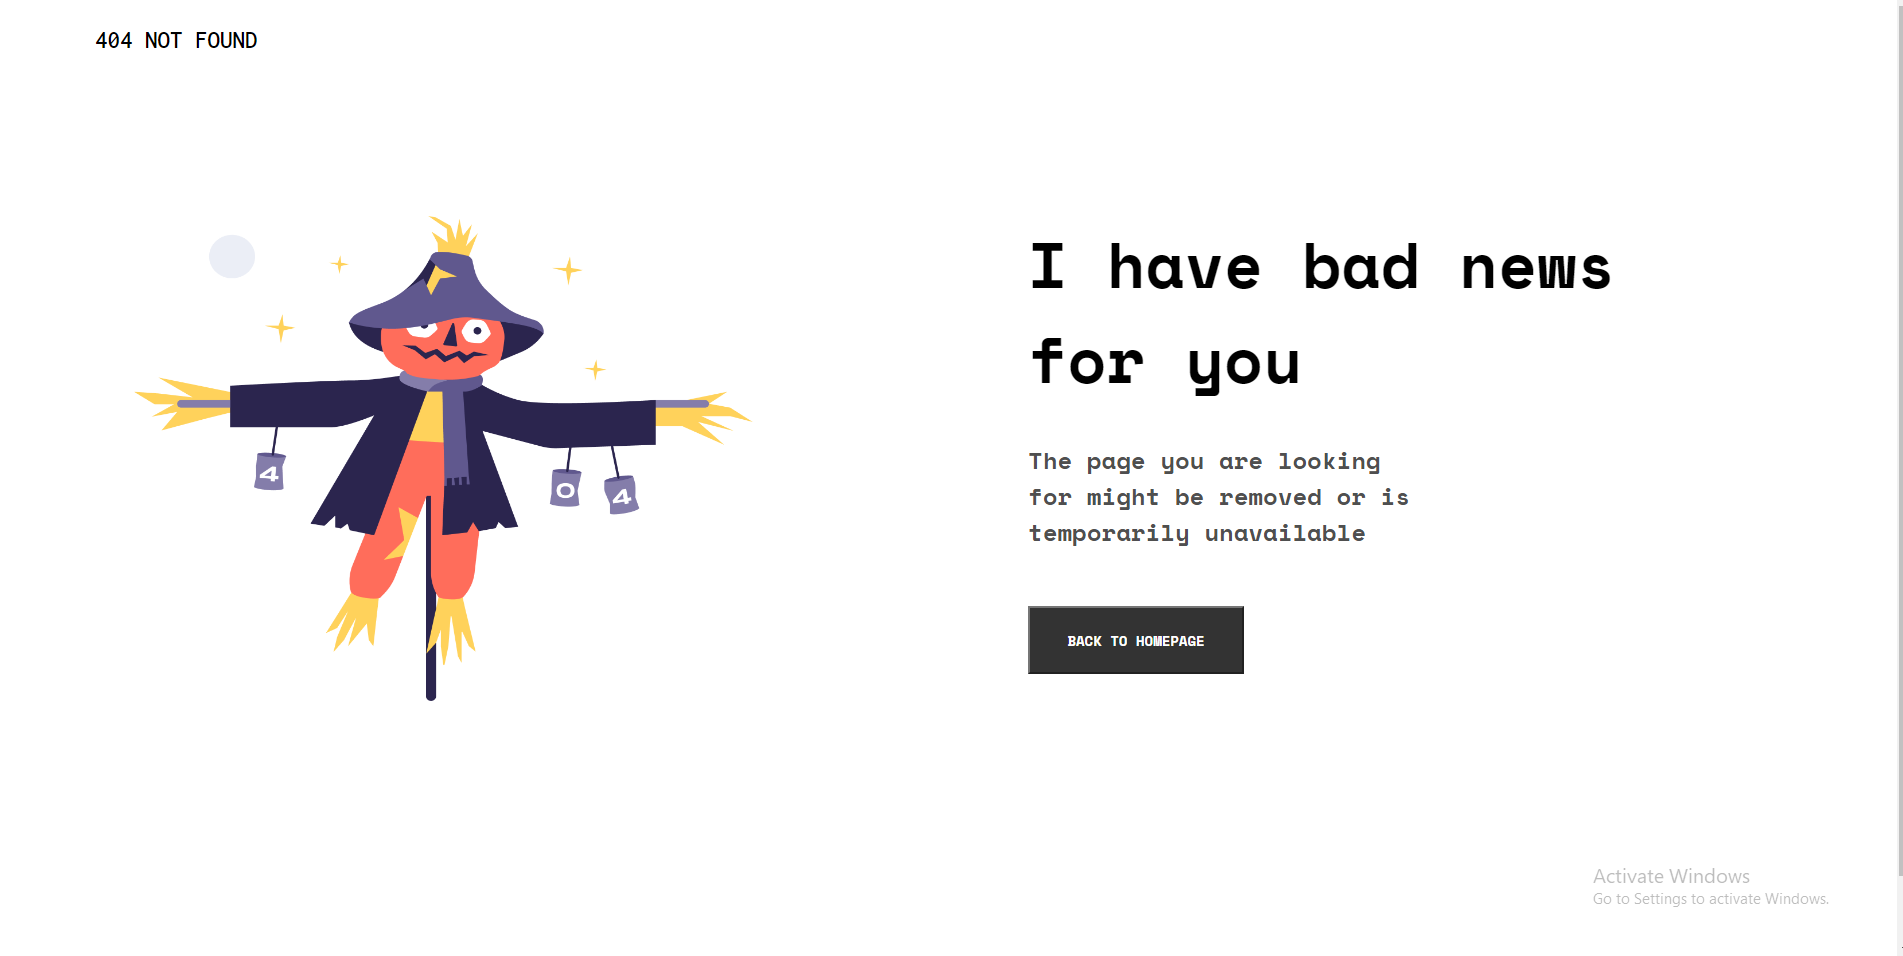 404 NOT FOUND
I have bad news
for you
4
0
4
The page you are looking
for might be removed or is
temporarily unavailable
BACK TO HOMEPAGE
Activate Windows
Go to Settings to activate Windows.